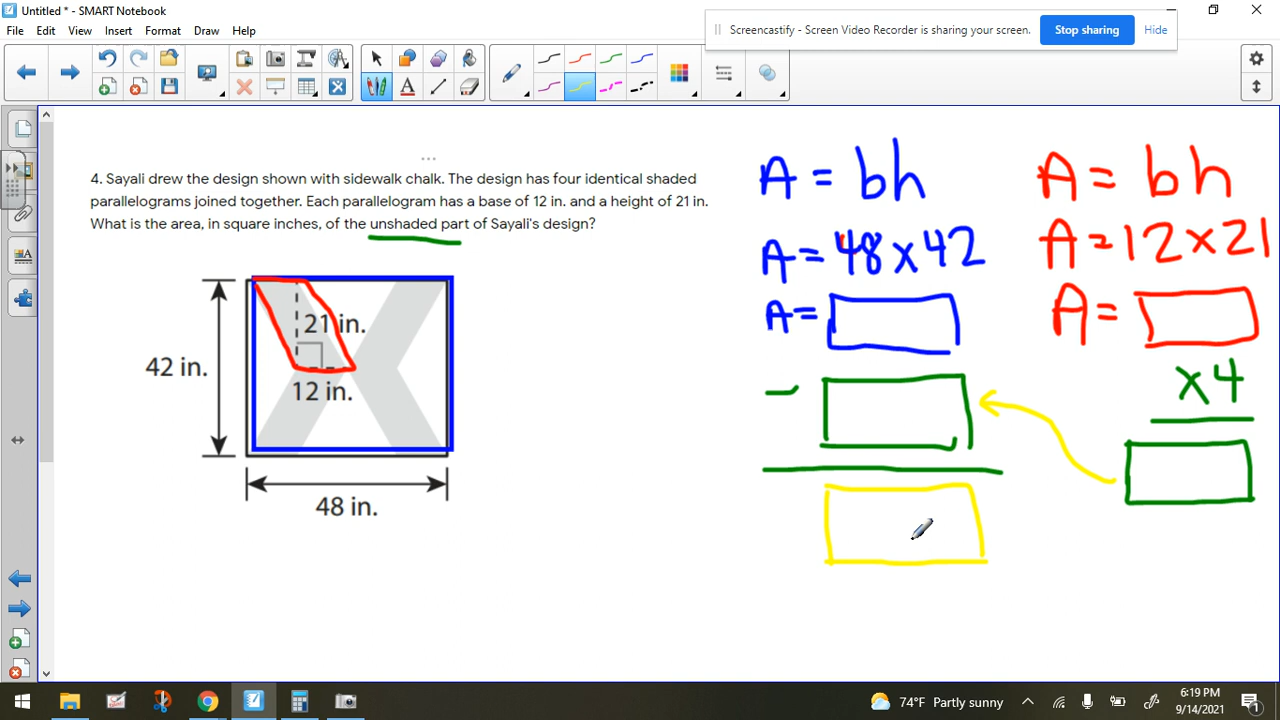 Untitled * - SMART Notebook
File Edit View Insert Format Draw Help
Screencastify - Screen Video Recorder is sharing your screen. Stop sharing Hide
4. Sayali drew the design shown with sidewalk chalk. The design has four identical shaded
parallelograms joined together. Each parallelogram has a base of 12 in. and a height of 21 in.
What is the area, in square inches, of the unshaded part of Sayali's design?
42 in.
21 in.
12 in.
48 in.
A = bh
A = 48 x 42
A =
-
A = bh
A = 12 x 21
A =
x4
74°F Partly sunny
6:19 PM
9/14/2021
1